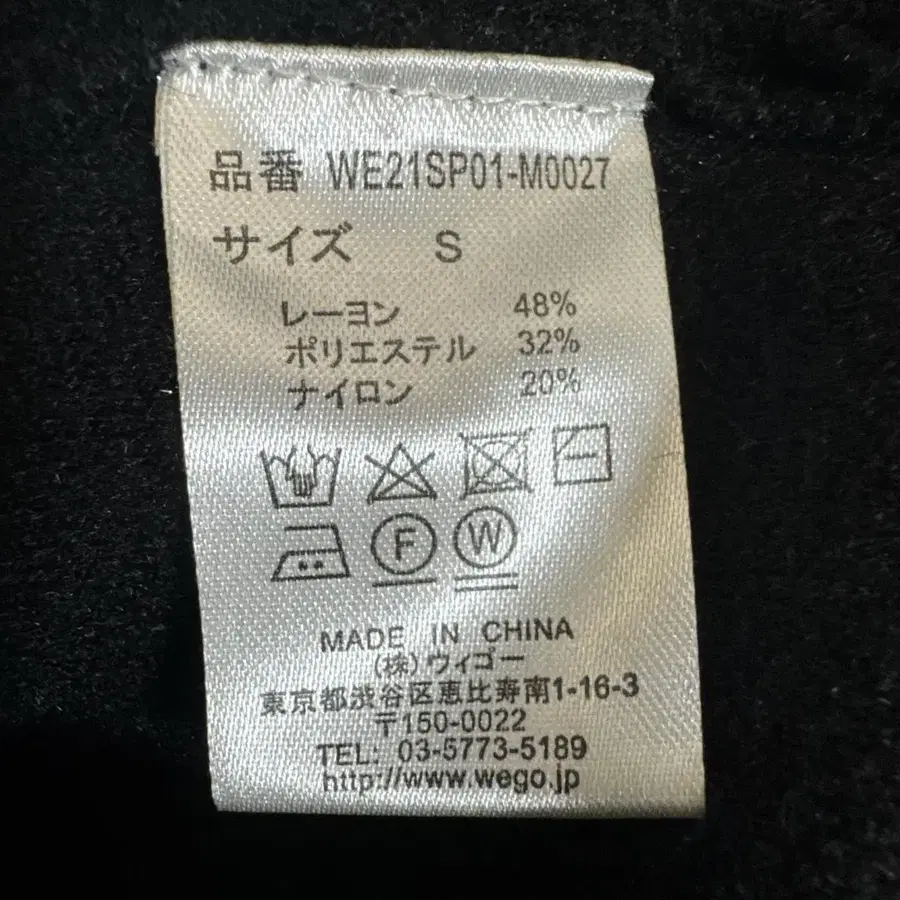 品番 WE21SP01-M0027
サイズ S
レーヨン 48%
ポリエステル 32%
ナイロン 20%
F W
MADE IN CHINA
(株)ウィゴー
東京都渋谷区恵比寿南1-16-3
〒150-0022
TEL: 03-5773-5189
http://www.wego.jp